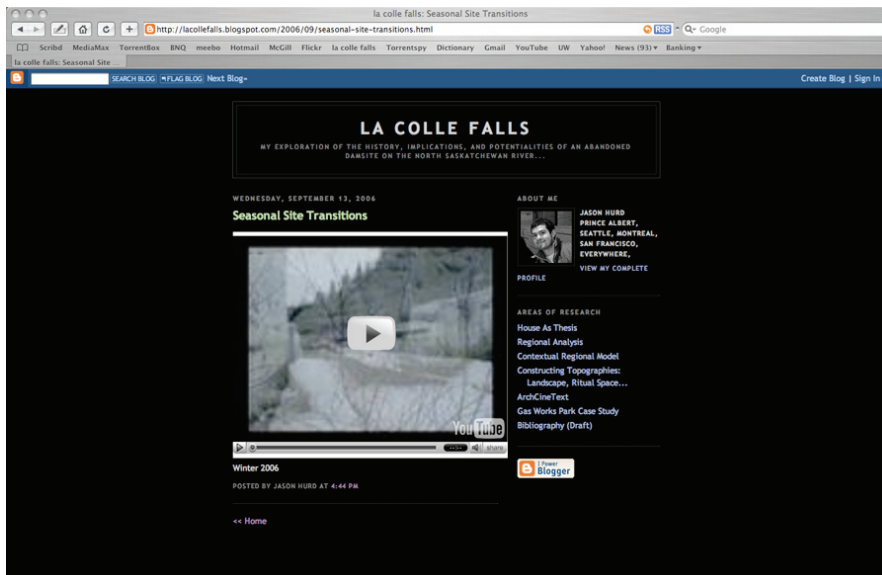 la colle falls: Seasonal Site Transitions
http://lacollefalls.blogspot.com/2006/09/seasonal-site-transitions.html
RSS
Google
Scribd MediaMax TorrentBox BNQ meebo Hotmail McGill Flickr la colle falls Torrentspy Dictionary Gmail YouTube UW Yahoo! News (93) Banking
la colle falls: Seasonal Site ...
SEARCH BLOG FLAG BLOG Next Blog»
Create Blog | Sign In
LA COLLE FALLS
MY EXPLORATION OF THE HISTORY, IMPLICATIONS, AND POTENTIALITIES OF AN ABANDONED
DAMSITE ON THE NORTH SASKATCHEWAN RIVER...
WEDNESDAY, SEPTEMBER 13, 2006
Seasonal Site Transitions
YouTube
share
Winter 2006
POSTED BY JASON HURD AT 4:44 PM
<< Home
ABOUT ME
JASON HURD
PRINCE ALBERT,
SEATTLE, MONTREAL,
SAN FRANCISCO,
EVERYWHERE,
VIEW MY COMPLETE
PROFILE
AREAS OF RESEARCH
House As Thesis
Regional Analysis
Contextual Regional Model
Constructing Topographies:
Landscape, Ritual Space...
ArchCineText
Gas Works Park Case Study
Bibliography (Draft)
I Power
Blogger